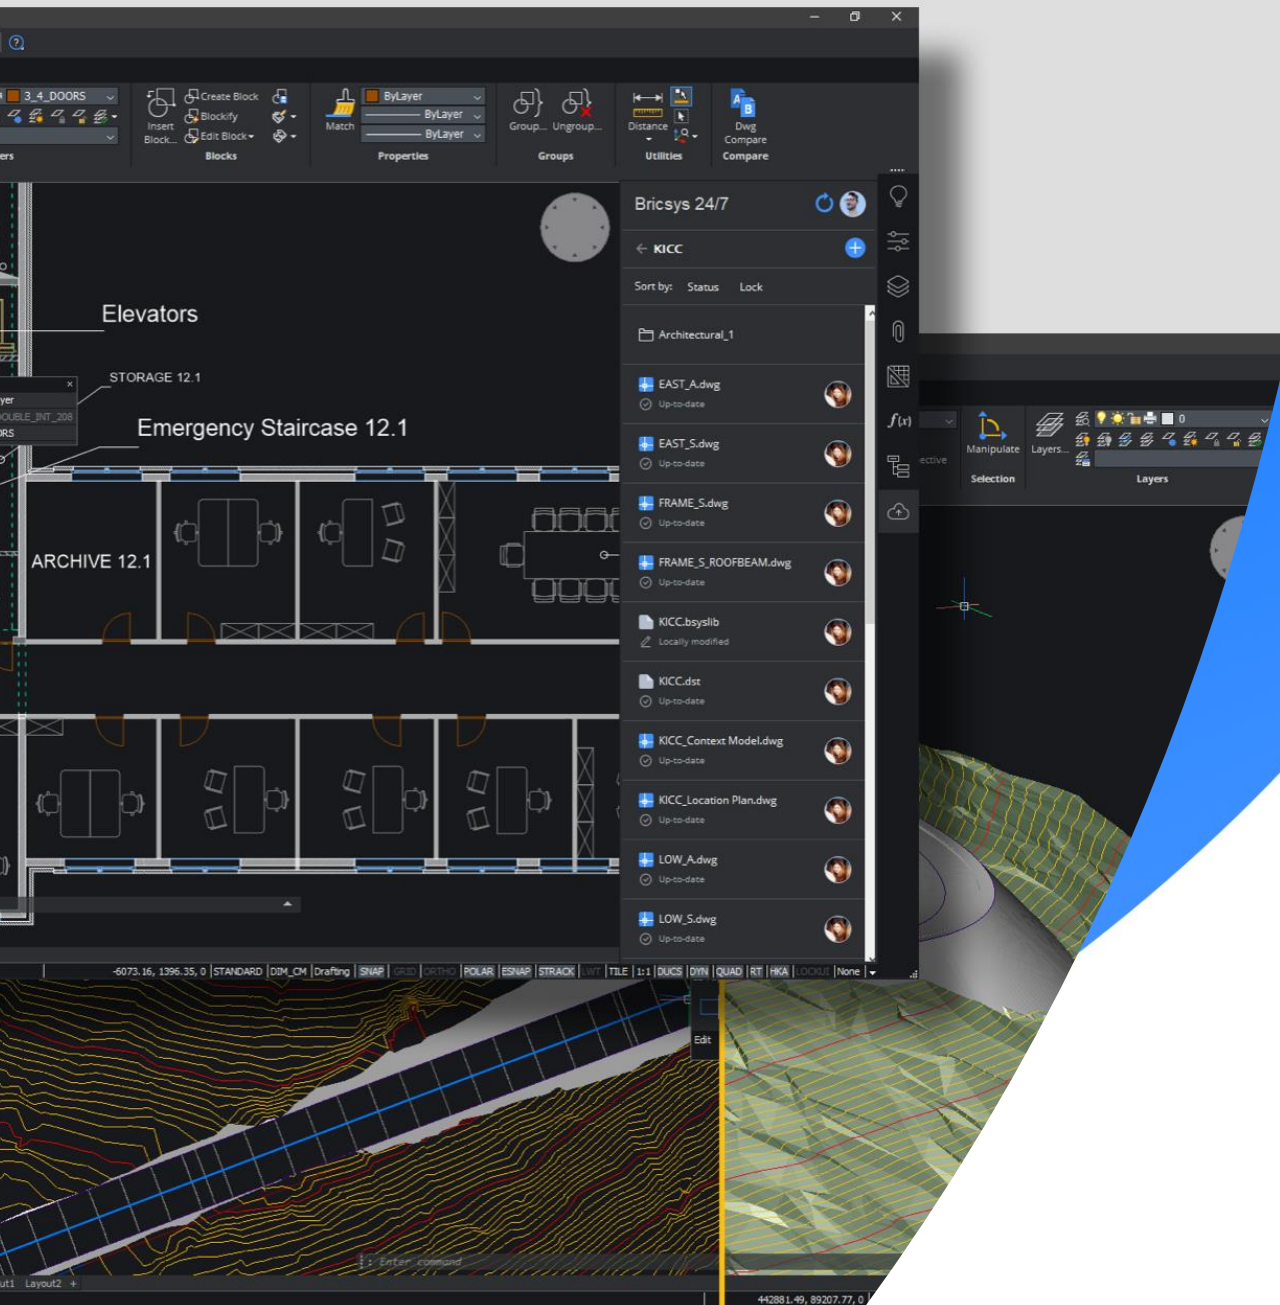 3_4_DOORS
Insert Block...
Create Block
Blockify
Edit Block
Blocks
Match
ByLayer
ByLayer
ByLayer
Properties
Group...
Ungroup...
Groups
Distance
Utilities
Dwg
Compare
Compare
ers
Elevators
STORAGE 12.1
yer
OUBLE_INT_208
ORS
Emergency Staircase 12.1
ARCHIVE 12.1
Bricsys 24/7
KICC
Sort by: Status Lock
Architectural_1
EAST_A.dwg
Up-to-date
EAST_S.dwg
Up-to-date
FRAME_S.dwg
Up-to-date
FRAME_S_ROOFBEAM.dwg
Up-to-date
KICC.bsyslib
Locally modified
KICC.dst
Up-to-date
KICC_Context Model.dwg
Up-to-date
KICC_Location Plan.dwg
Up-to-date
LOW_A.dwg
Up-to-date
LOW_S.dwg
Up-to-date
f(x)
-6073.16, 1396.35, 0 STANDARD DIM_CM Drafting SNAP GRID ORTHO POLAR ESNAP STRACK LWT TILE 1:1 DUCS DYN QUAD RT HKA LOCKUI None
ective
Manipulate
Selection
Layers...
0
Layers
Edit
: Enter command
ut1 Layout2 +
442881.49, 89207.77, 0